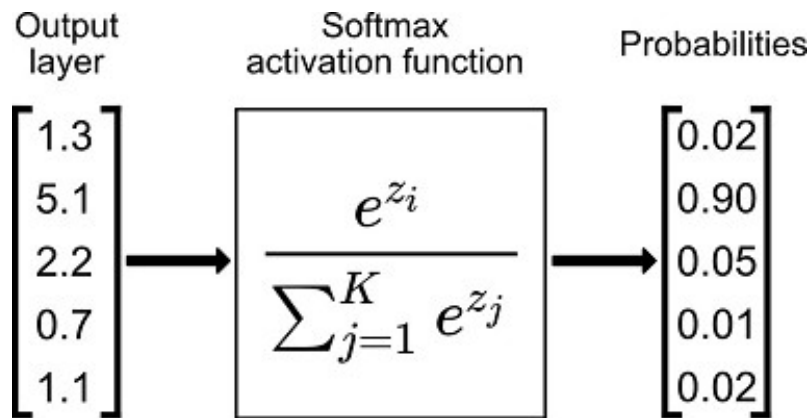 Output
layer
Softmax
activation function
Probabilities
1.3
5.1
2.2
0.7
1.1
e^{z_i}
∑_{j=1}^{K} e^{z_j}
0.02
0.90
0.05
0.01
0.02